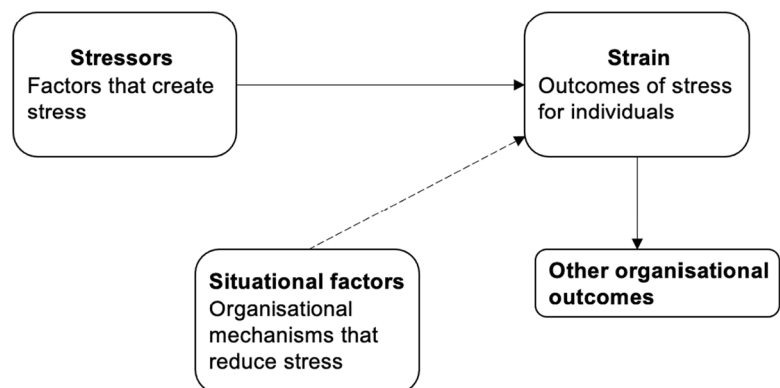 Stressors
Factors that create
stress
Strain
Outcomes of stress
for individuals
Situational factors
Organisational
mechanisms that
reduce stress
Other organisational
outcomes